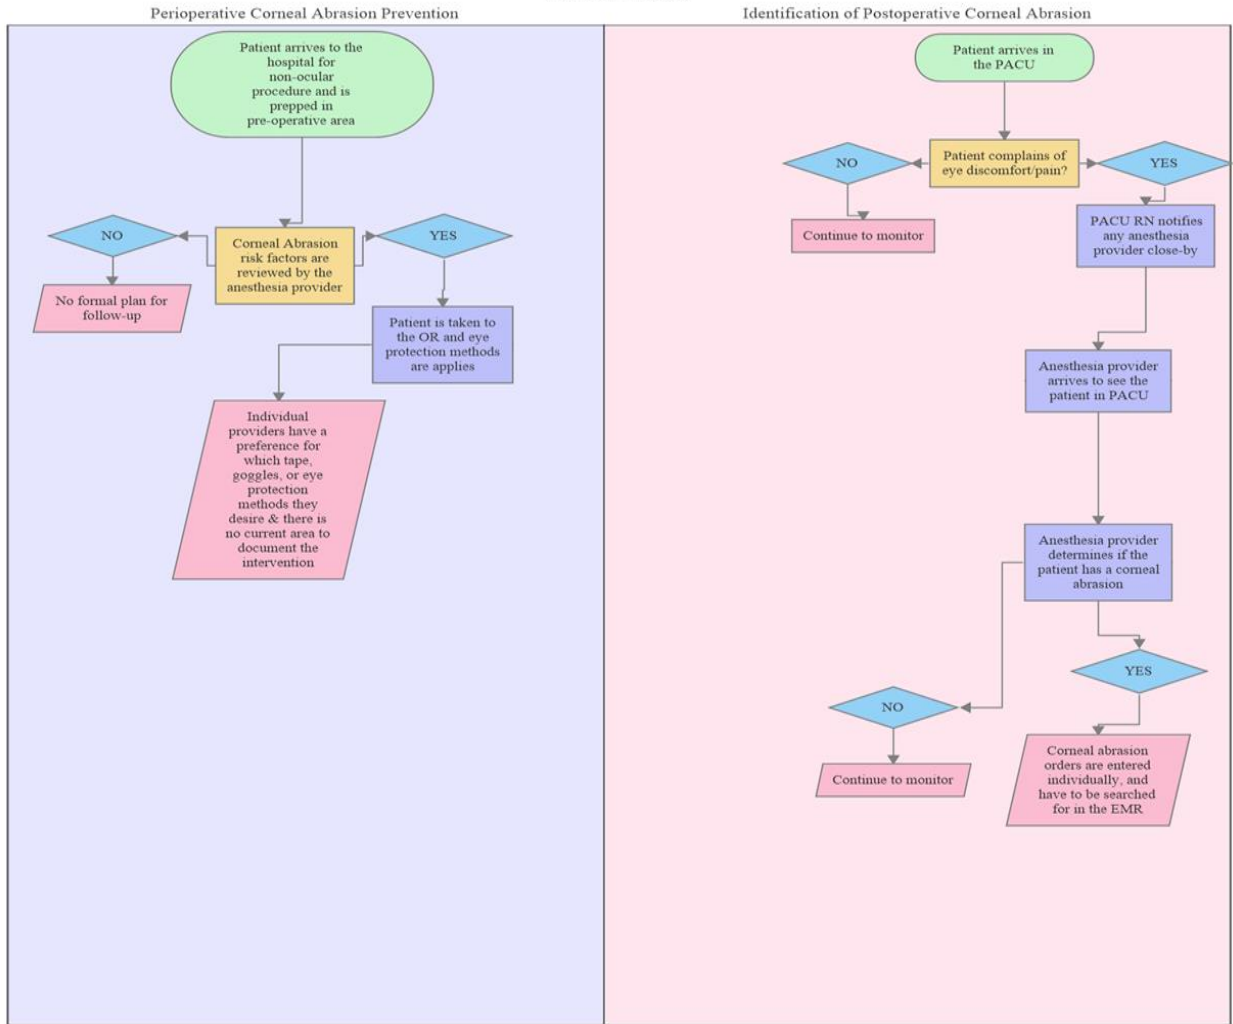 Perioperative Corneal Abrasion Prevention
Patient arrives to the
hospital for
non-ocular
procedure and is
prepped in
pre-operative area
NO
Corneal Abrasion
risk factors are
reviewed by the
anesthesia provider
YES
No formal plan for
follow-up
Patient is taken to
the OR and eye
protection methods
are applies
Individual
providers have a
preference for
which tape,
goggles, or eye
protection
methods they
desire & there is
no current area to
document the
intervention
Identification of Postoperative Corneal Abrasion
Patient arrives in
the PACU
NO
Patient complains of
eye discomfort/pain?
YES
Continue to monitor
PACU RN notifies
any anesthesia
provider close-by
Anesthesia provider
arrives to see the
patient in PACU
Anesthesia provider
determines if the
patient has a corneal
abrasion
YES
NO
Continue to monitor
Corneal abrasion
orders are entered
individually, and
have to be searched
for in the EMR